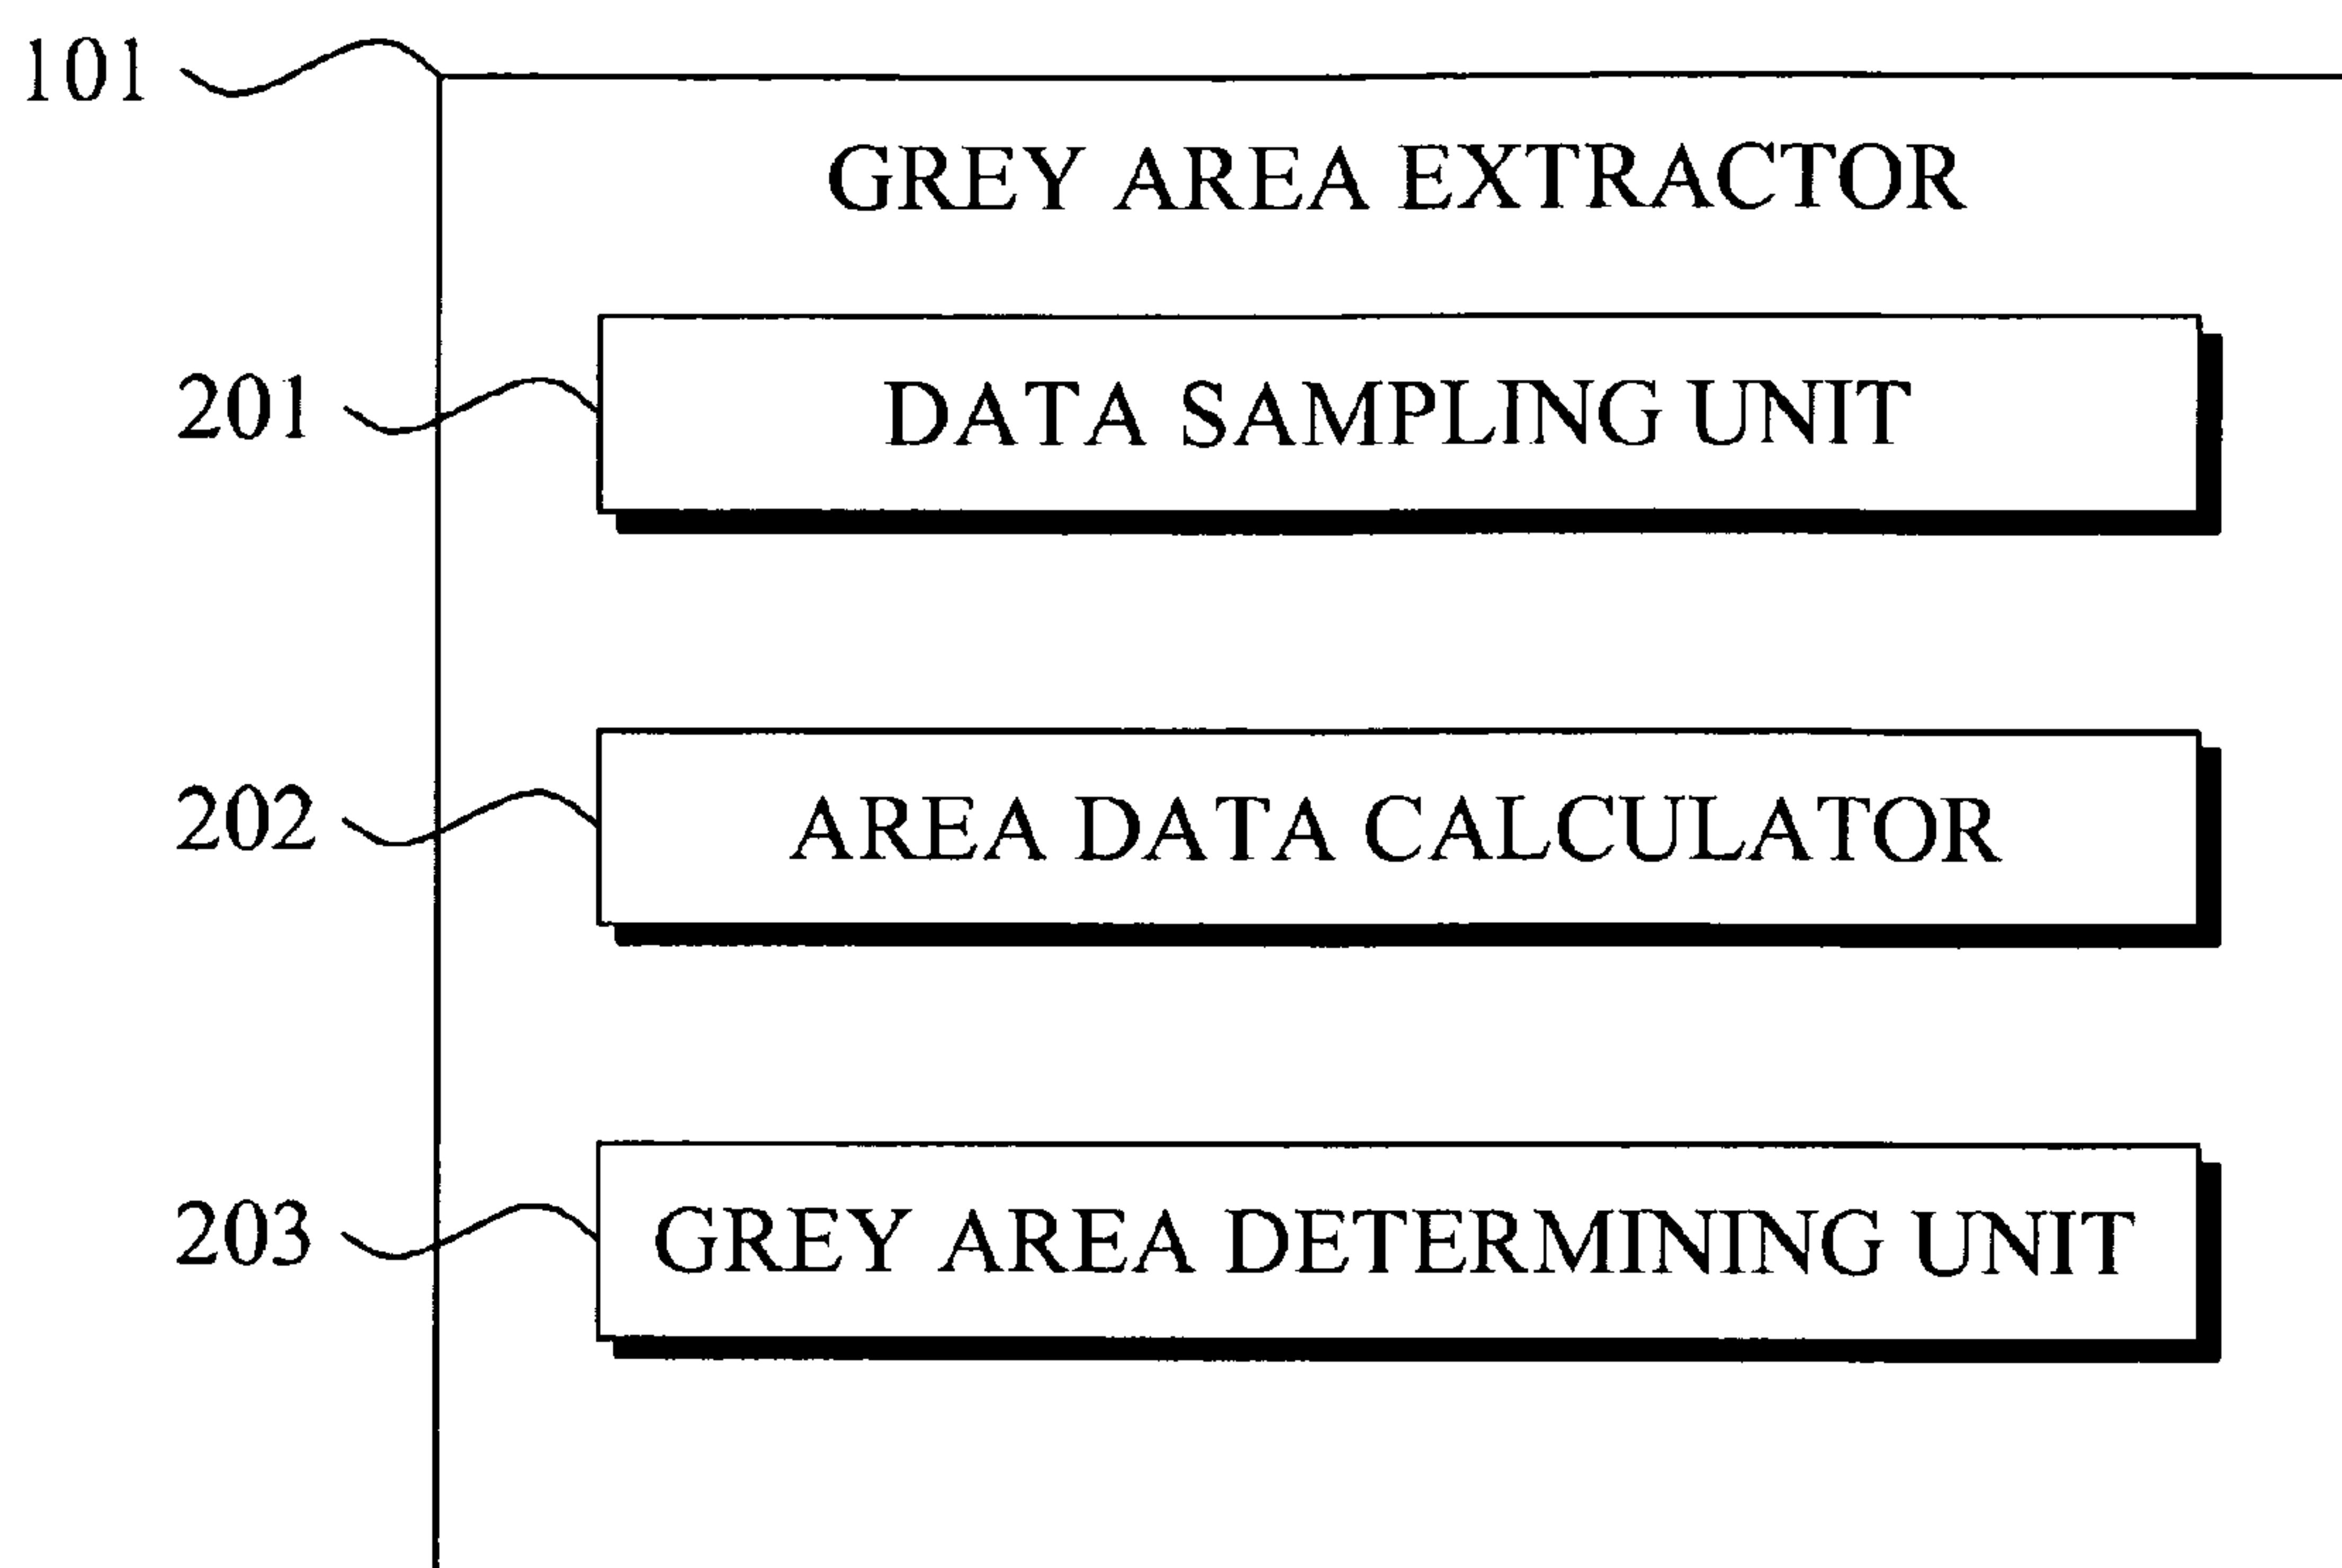 101
GREY AREA EXTRACTOR
201 DATA SAMPLING UNIT
202 AREA DATA CALCULATOR
203 GREY AREA DETERMINING UNIT